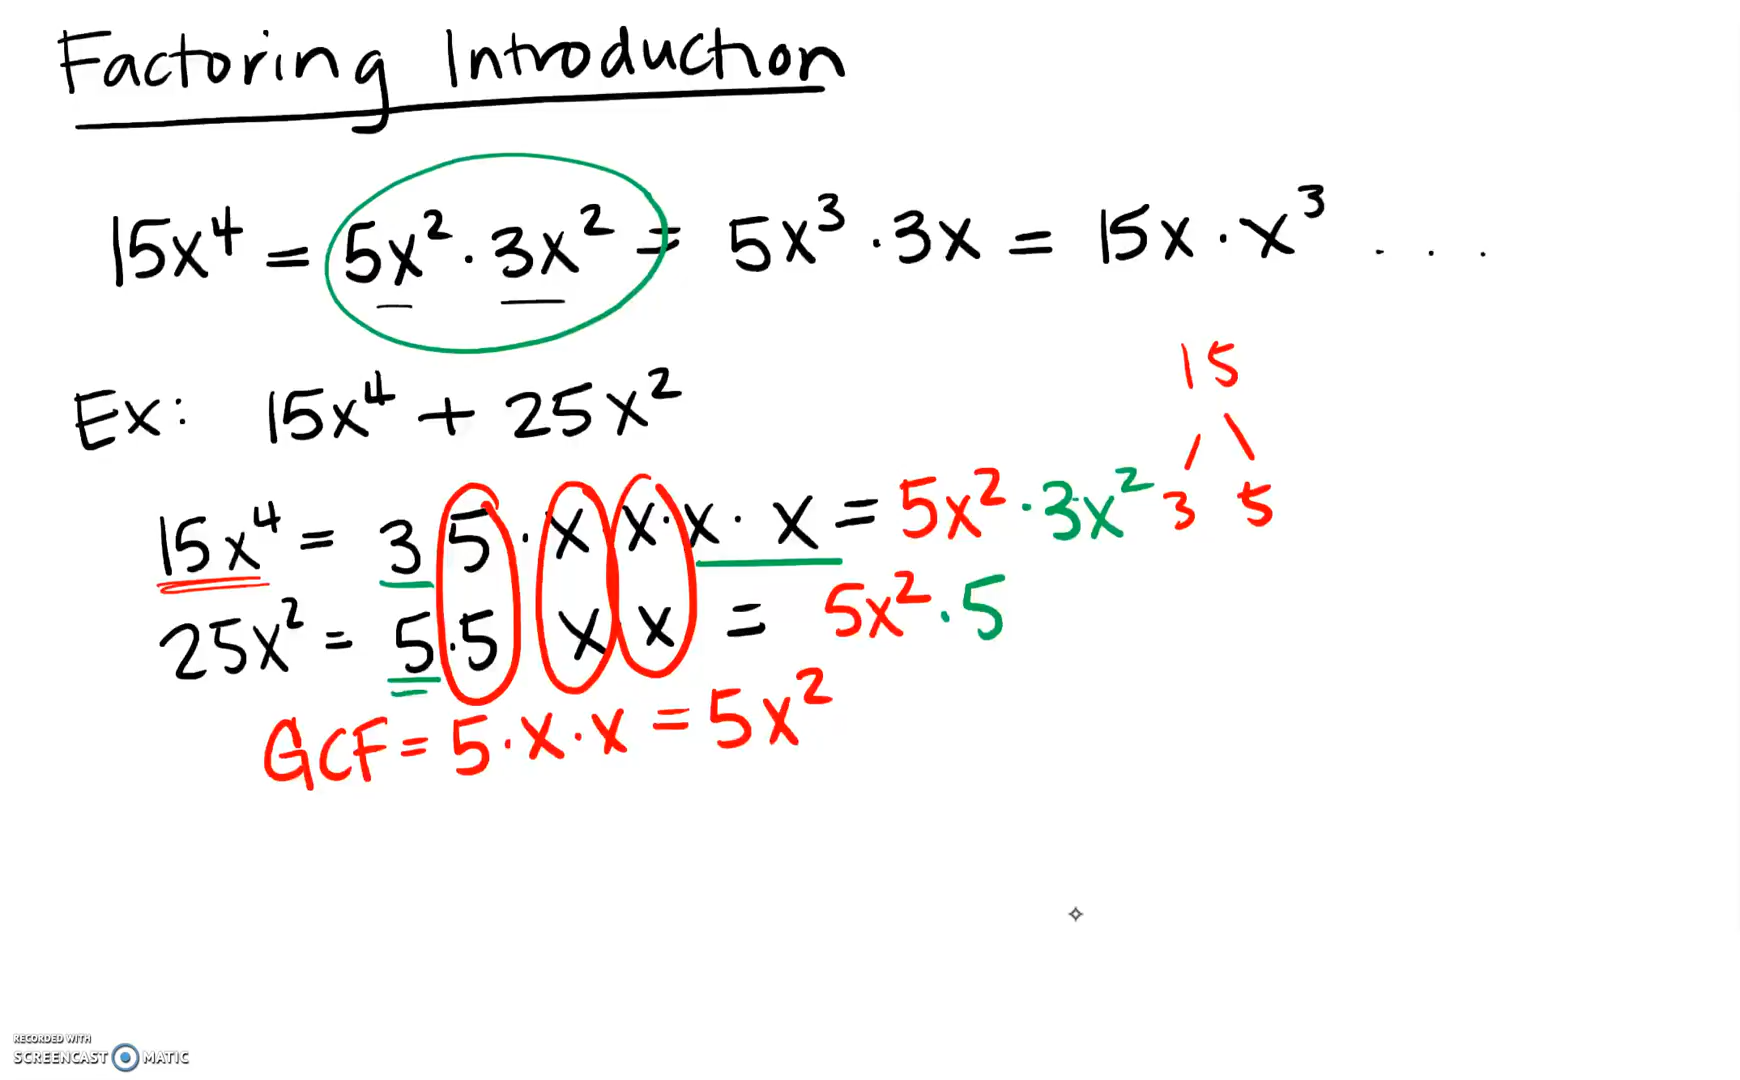 Factoring Introduction
15x⁴ = 5x² · 3x² = 5x³ · 3x = 15x · x³ . . .
Ex: 15x⁴ + 25x²
15
3 5
15x⁴ = 3 5 · x x · x · x = 5x² · 3x²
25x² = 5 · 5 x x = 5x² · 5
GCF = 5 · x · x = 5x²
RECORDED WITH
SCREENCAST MATIC